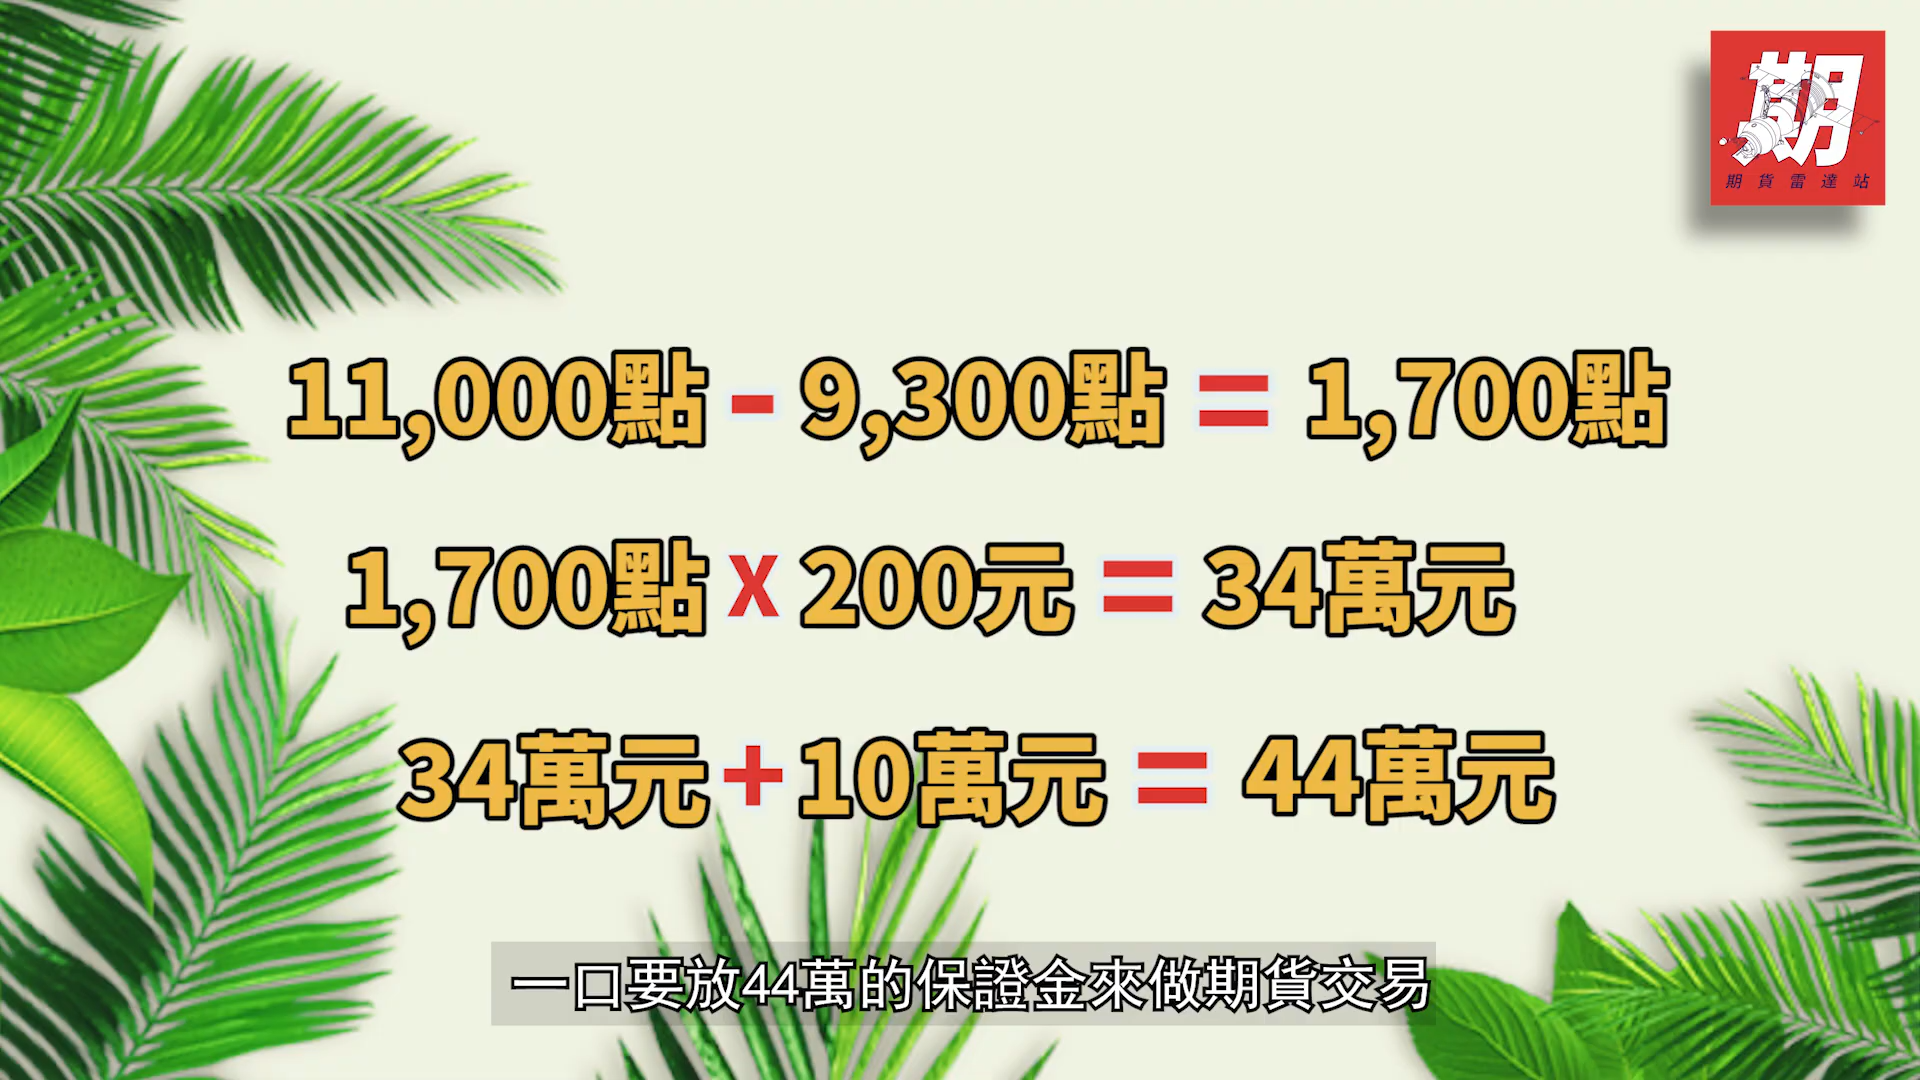 期
期貨雷達站
11,000點 - 9,300點 = 1,700點
1,700點 x 200元 = 34萬元
34萬元 + 10萬元 = 44萬元
一口要放44萬的保證金來做期貨交易